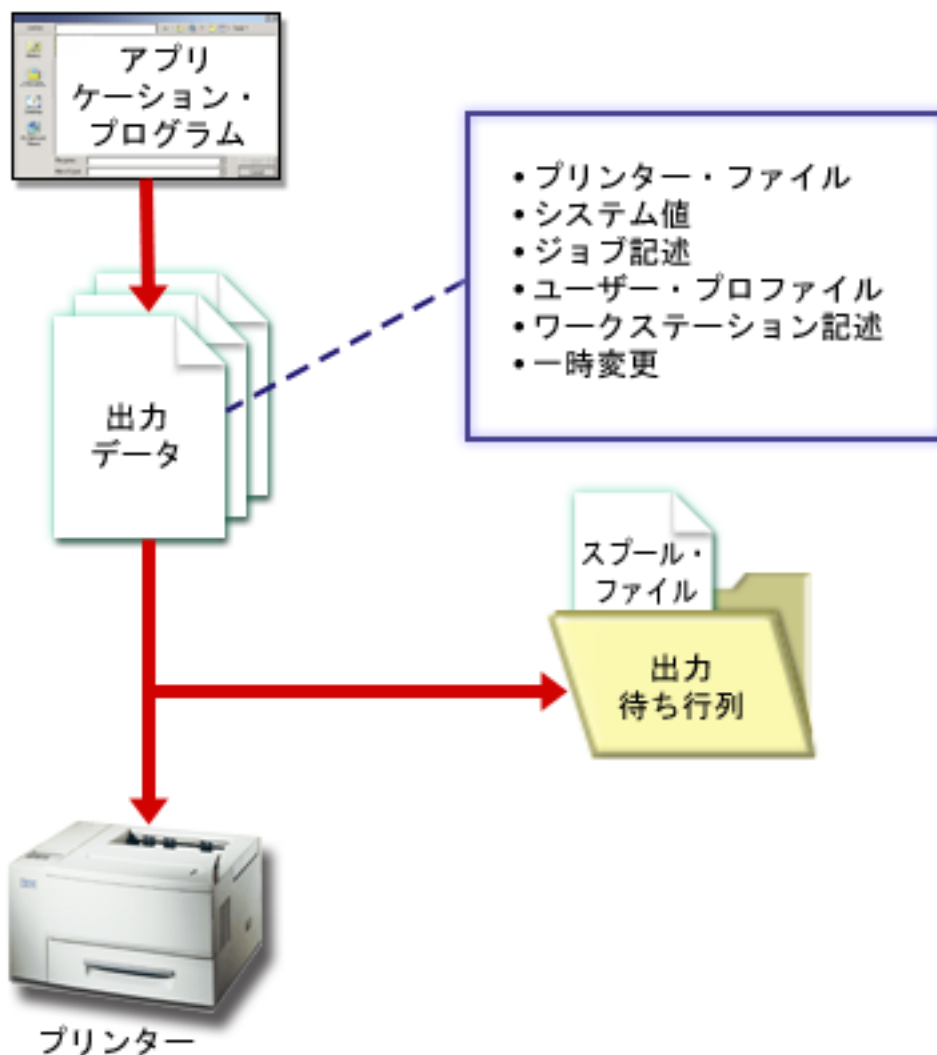 アプリ
ケーション・
プログラム
• プリンター・ファイル
• システム値
• ジョブ記述
• ユーザー・プロファイル
• ワークステーション記述
• 一時変更
出力
データ
スプール・
ファイル
出力
待ち行列
プリンター